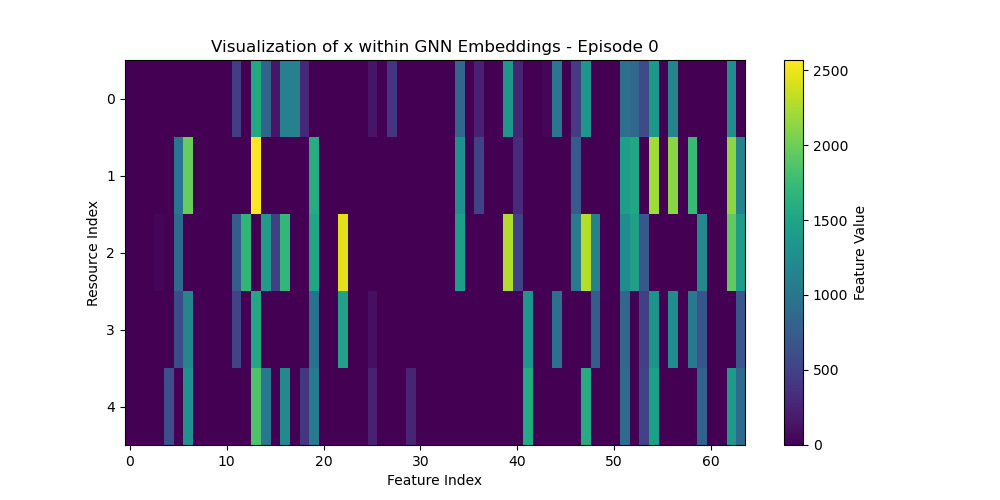 Visualization of x within GNN Embeddings - Episode 0
Resource Index
0
1
2
3
4
0 10 20 30 40 50 60
Feature Index
2500
2000
1500
1000
500
0
Feature Value